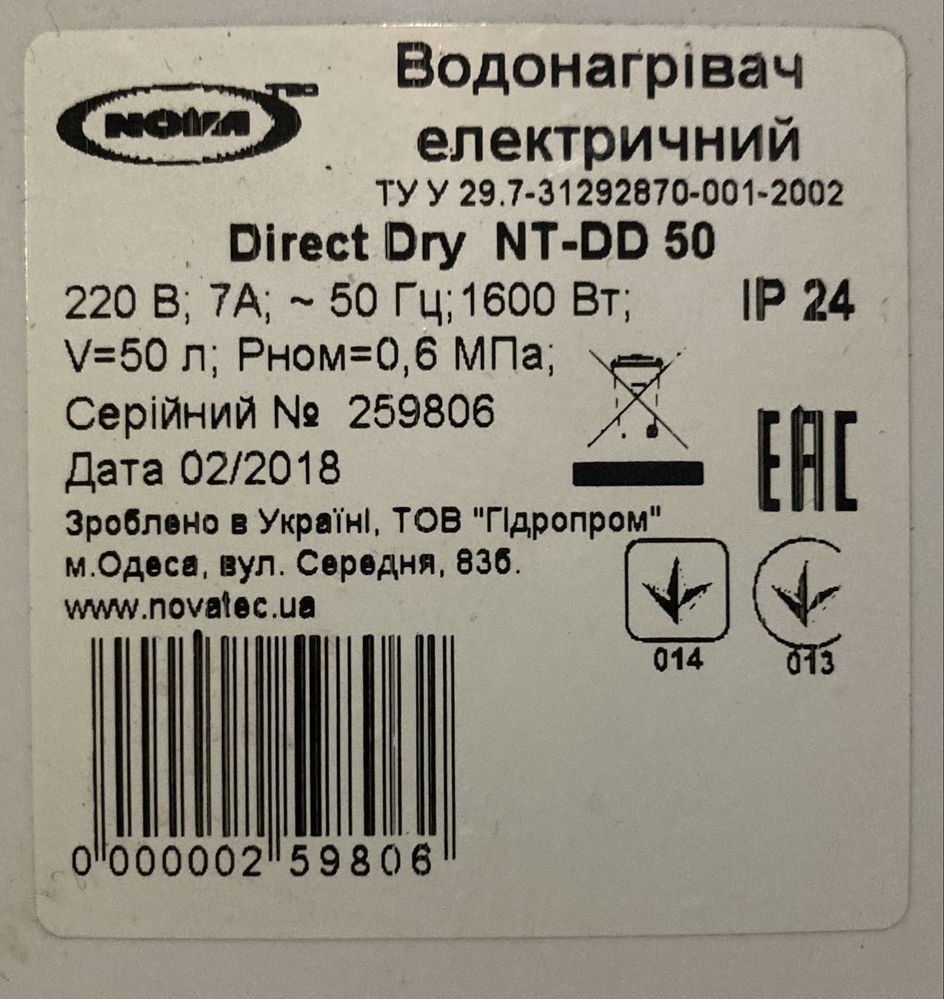 NOVA
TEC
Водонагрівач
електричний
ТУ У 29.7-31292870-001-2002
Direct Dry NT-DD 50
220 В; 7А; ~ 50 Гц; 1600 Вт; IP 24
V=50 л; Рном=0,6 МПа;
Серійний № 259806
Дата 02/2018
EAC
Зроблено в Україні, ТОВ "Гідропром"
м.Одеса, вул. Середня, 83б.
www.novatec.ua
014 013
0 000002 59806